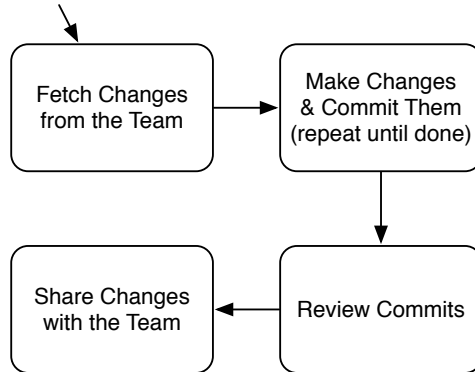 Fetch Changes
from the Team
Make Changes
& Commit Them
(repeat until done)
Review Commits
Share Changes
with the Team